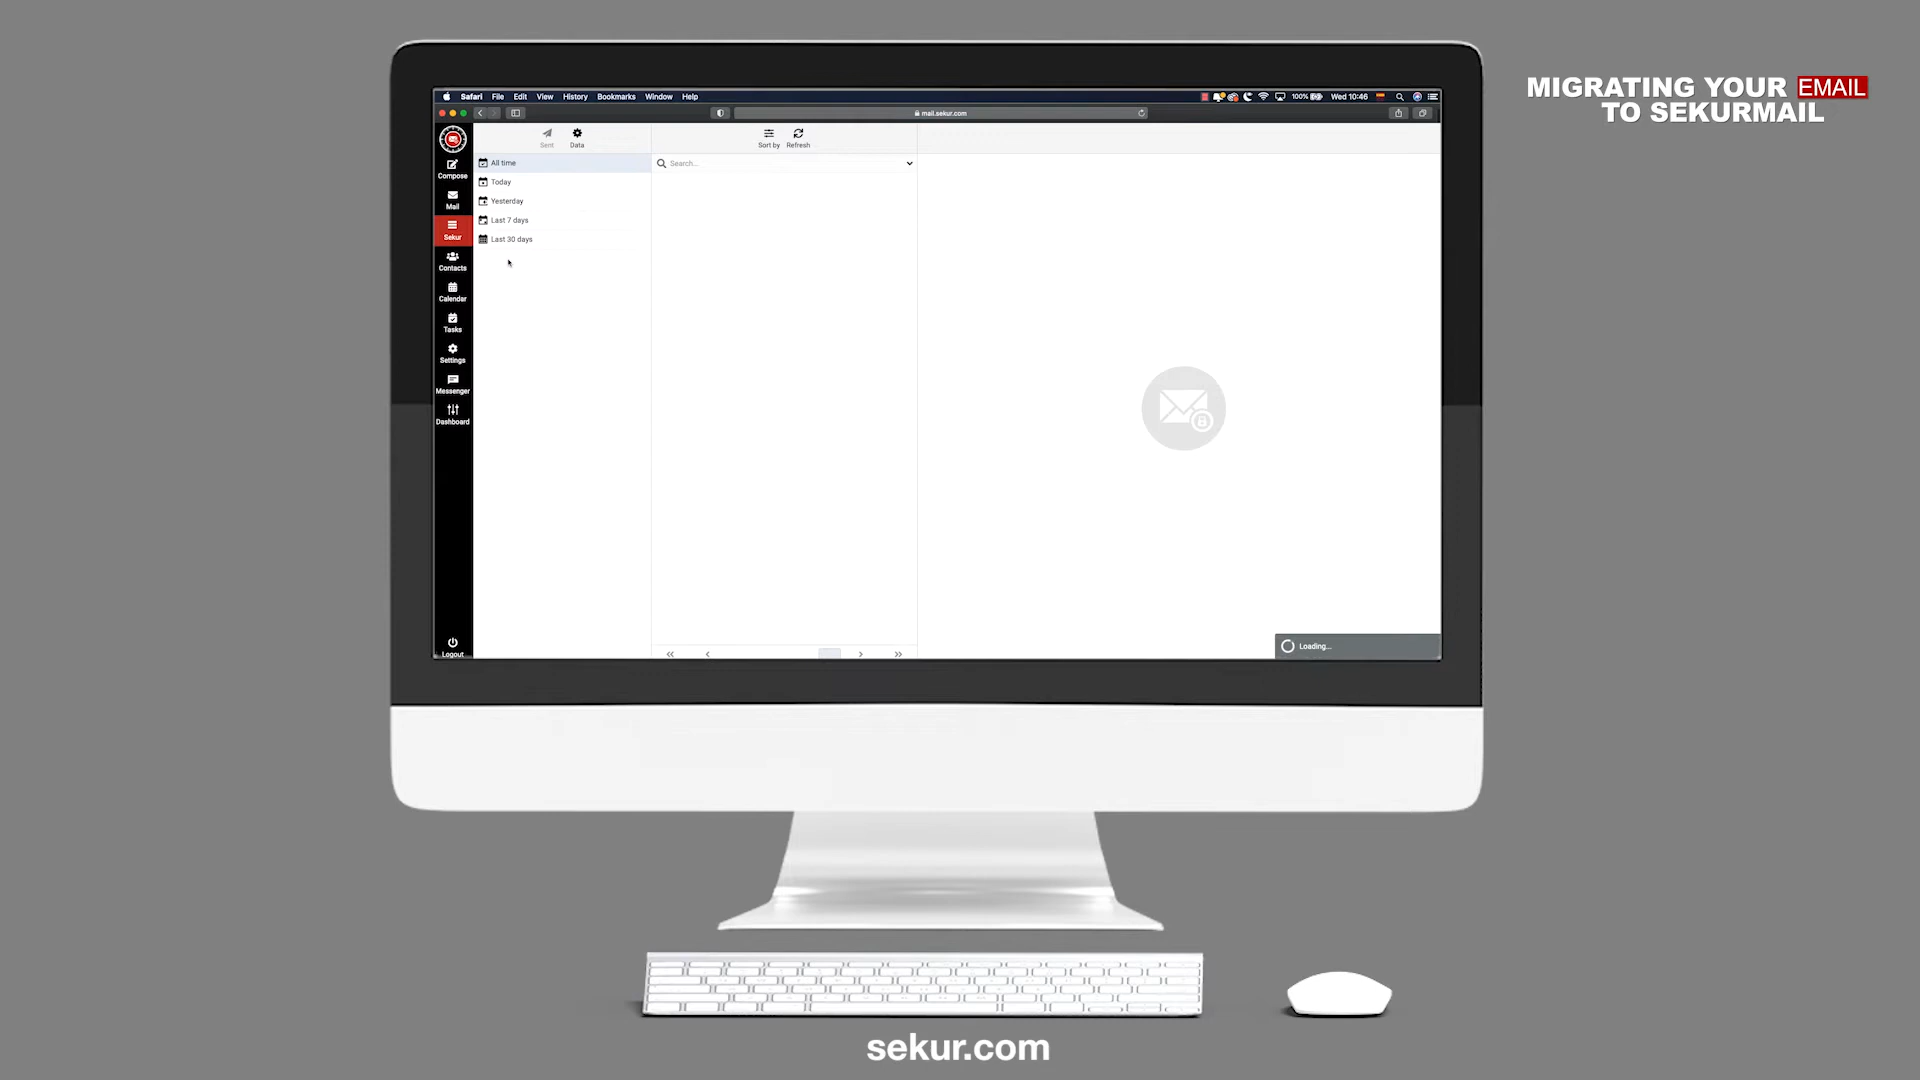 MIGRATING YOUR EMAIL
TO SEKURMAIL
Safari File Edit View History Bookmarks Window Help
100% Wed 10:46
mail.sekur.com
Sent
Data
Sort by
Refresh
Compose
Mail
Sekur
Contacts
Calendar
Tasks
Settings
Messenger
Dashboard
Logout
All time
Today
Yesterday
Last 7 days
Last 30 days
Search...
Loading...
sekur.com